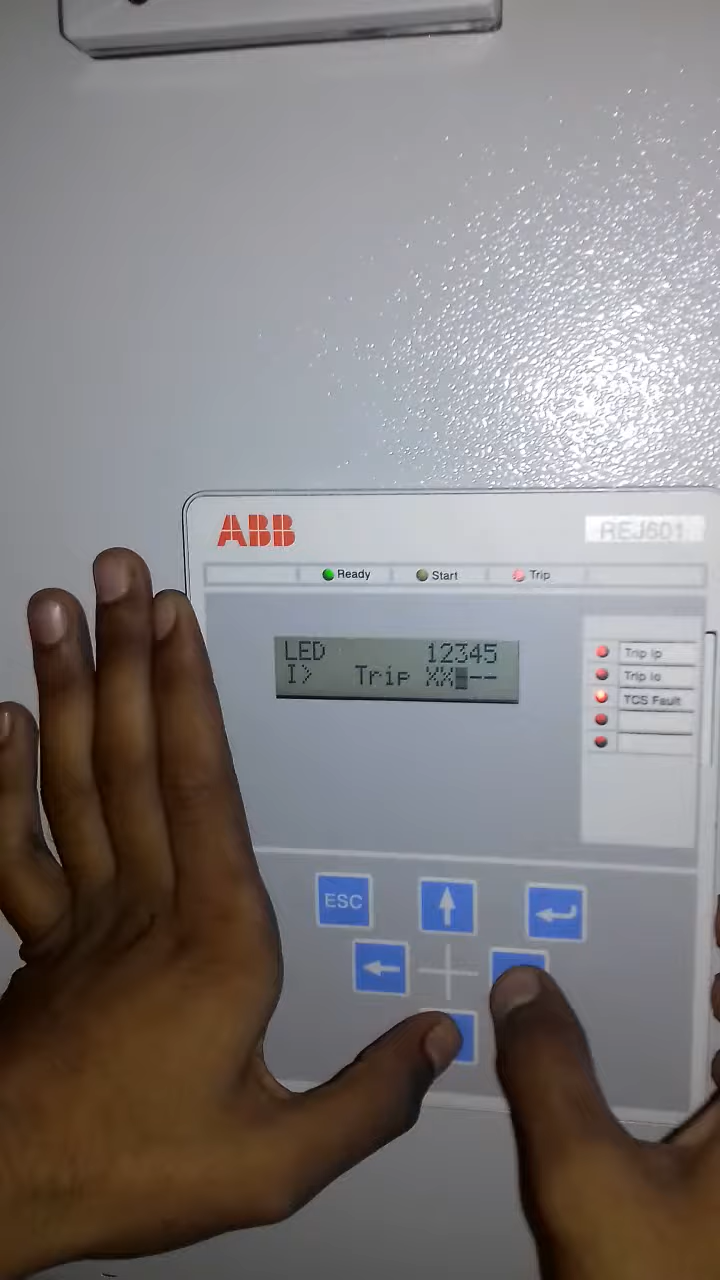 ABB
REJ601
Ready Start Trip
LED 12345
I> Trip XX --
Trip Ip
Trip Io
TCS Fault
ESC